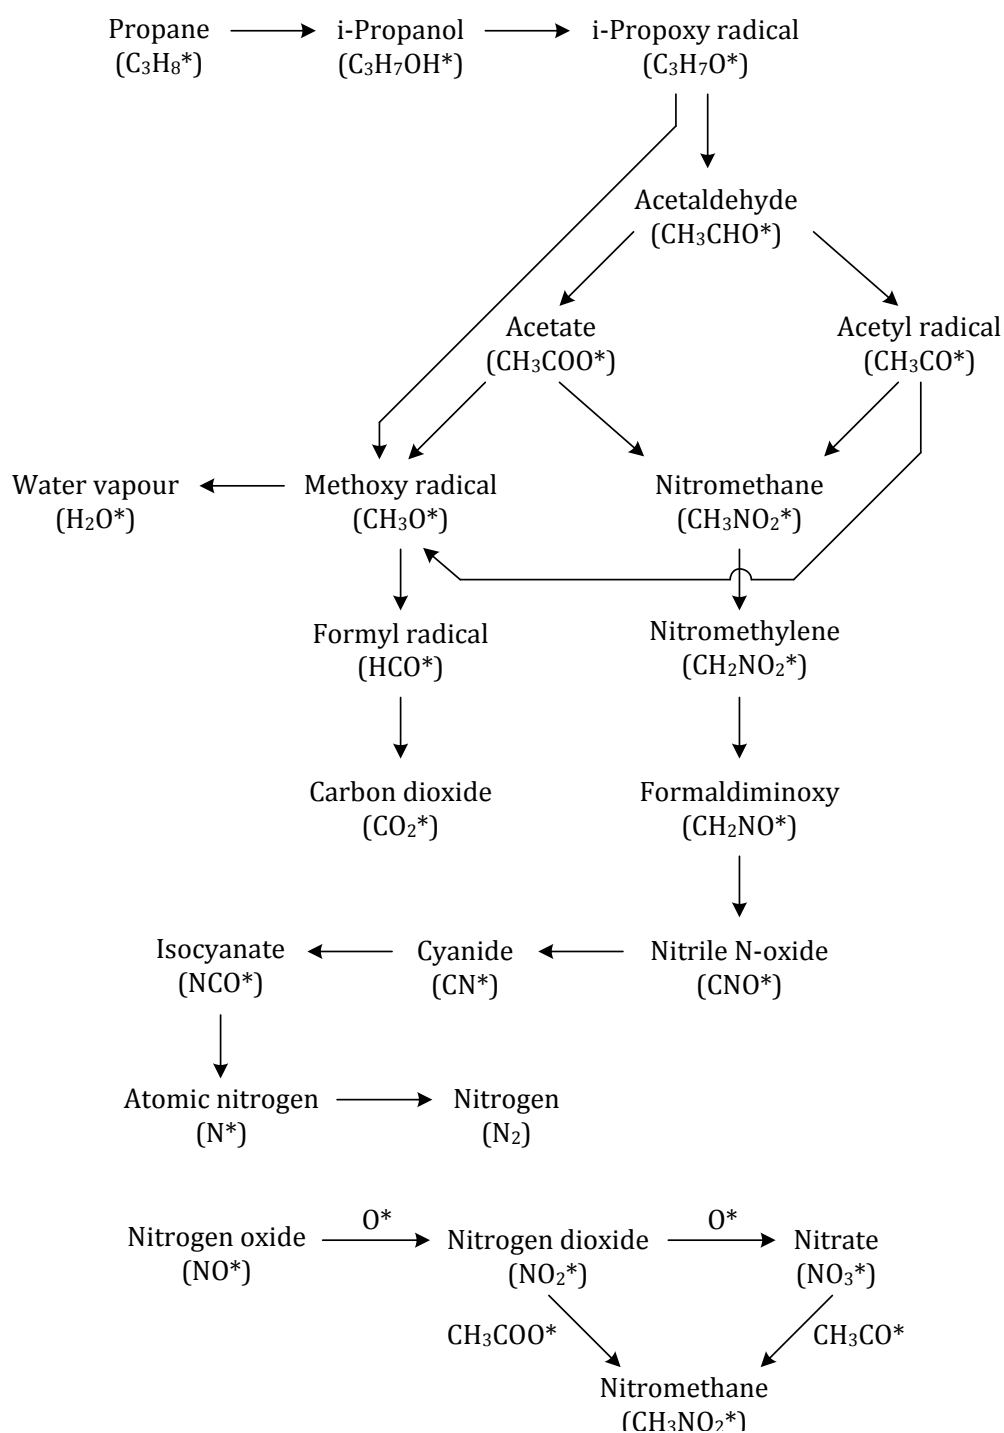 Propane
(C₃H₈*)
i-Propanol
(C₃H₇OH*)
i-Propoxy radical
(C₃H₇O*)
Acetaldehyde
(CH₃CHO*)
Acetate
(CH₃COO*)
Acetyl radical
(CH₃CO*)
Water vapour
(H₂O*)
Methoxy radical
(CH₃O*)
Nitromethane
(CH₃NO₂*)
Formyl radical
(HCO*)
Nitromethylene
(CH₂NO₂*)
Carbon dioxide
(CO₂*)
Formaldiminoxy
(CH₂NO*)
Isocyanate
(NCO*)
Cyanide
(CN*)
Nitrile N-oxide
(CNO*)
Atomic nitrogen
(N*)
Nitrogen
(N₂)
Nitrogen oxide
(NO*)
O*
Nitrogen dioxide
(NO₂*)
O*
Nitrate
(NO₃*)
CH₃COO*
CH₃CO*
Nitromethane
(CH₃NO₂*)